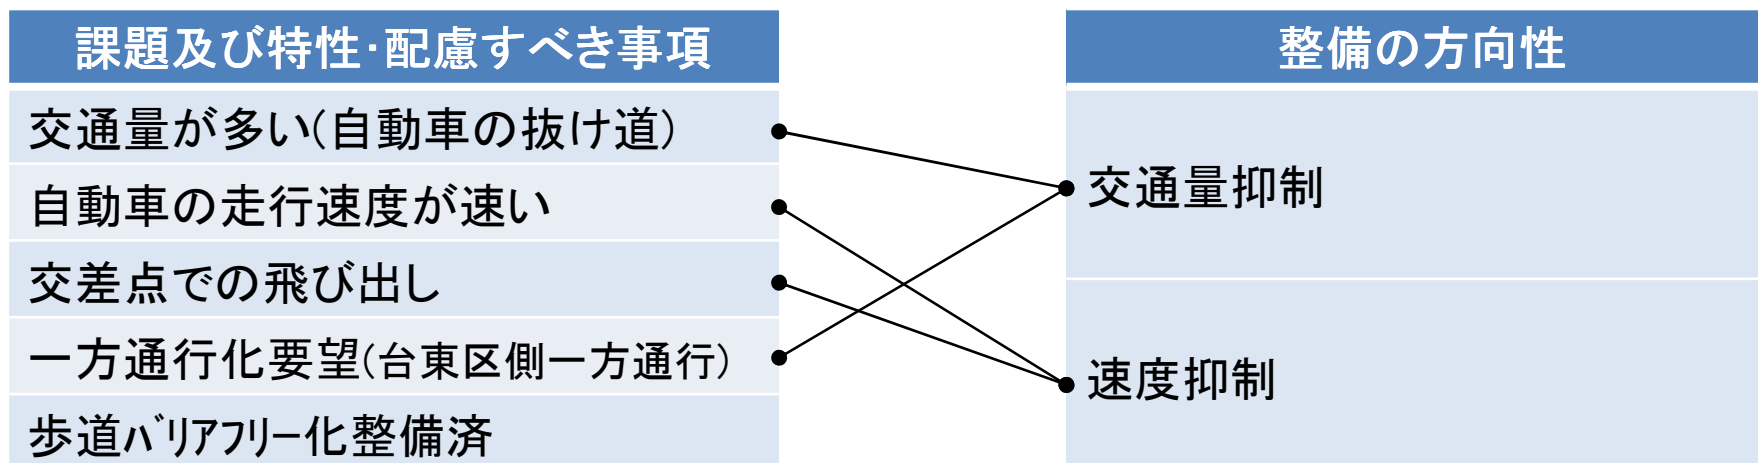 課題及び特性･配慮すべき事項
整備の方向性
交通量が多い(自動車の抜け道)
自動車の走行速度が速い
交差点での飛び出し
一方通行化要望(台東区側一方通行)
歩道ﾊﾞﾘｱﾌﾘｰ化整備済
交通量抑制
速度抑制